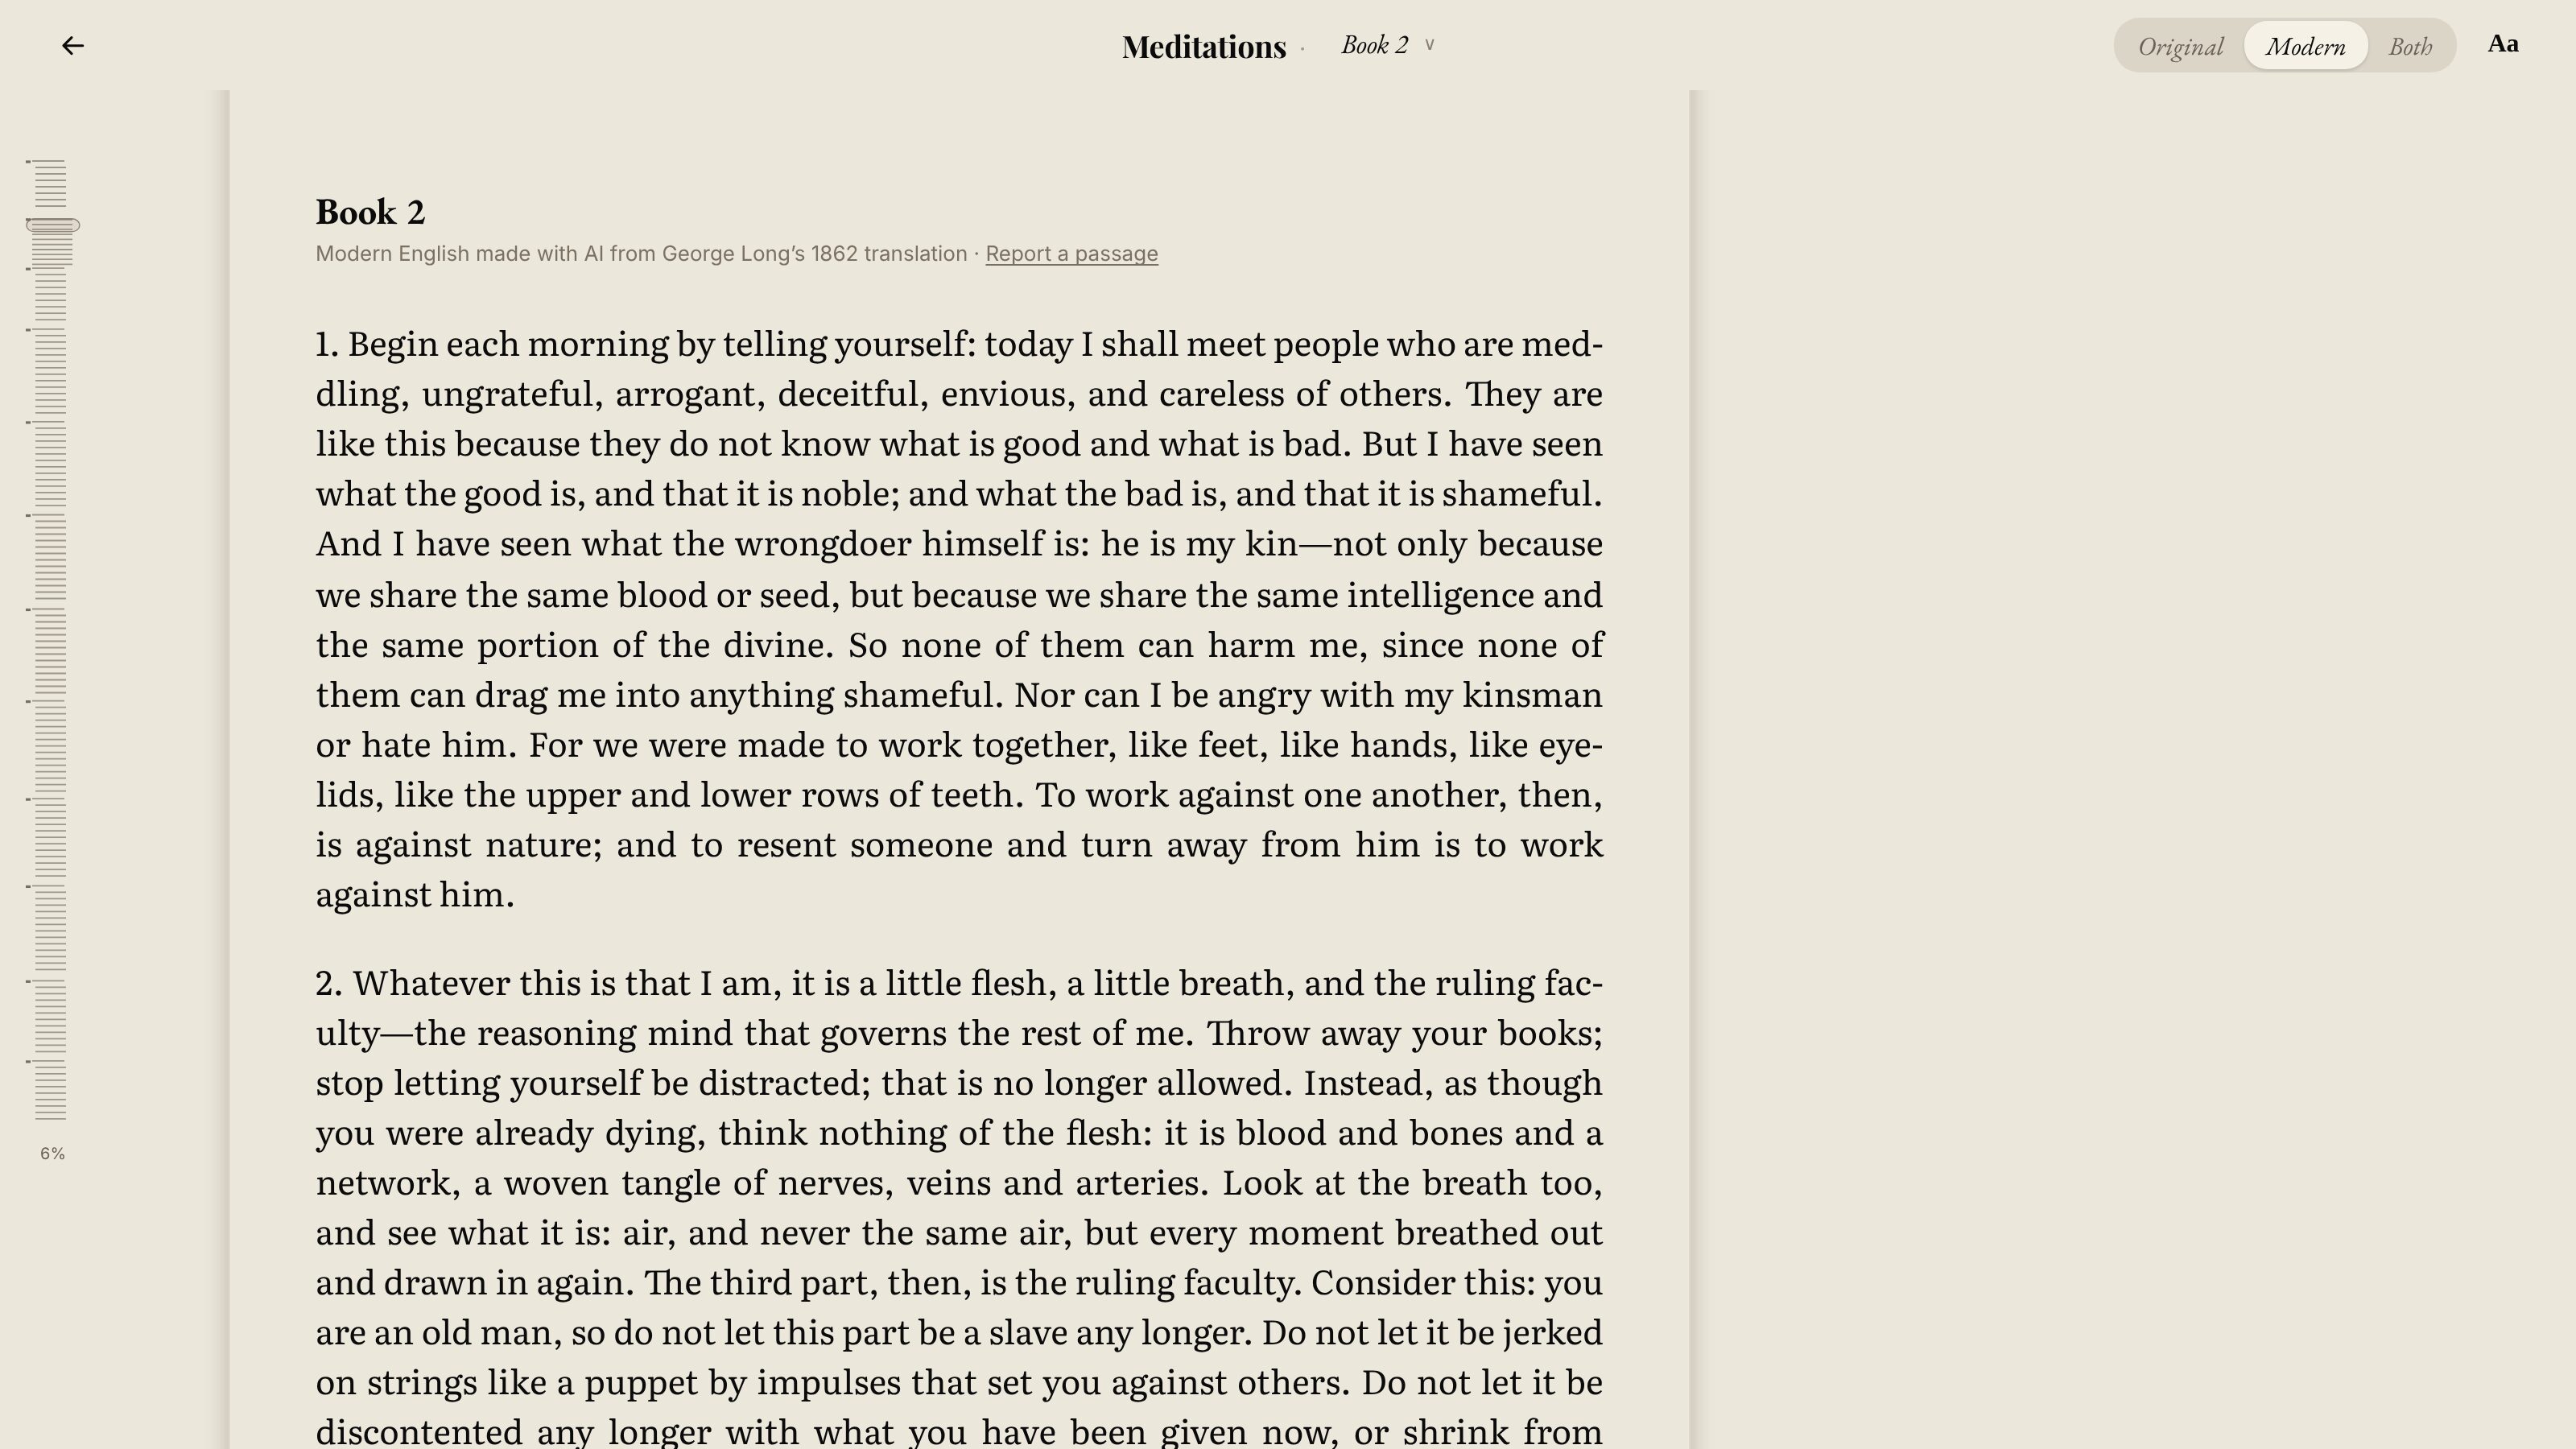 ← Meditations · Book 2 ∨ Original Modern Both Aa
Book 2
Modern English made with AI from George Long’s 1862 translation · Report a passage
1. Begin each morning by telling yourself: today I shall meet people who are med-
dling, ungrateful, arrogant, deceitful, envious, and careless of others. They are
like this because they do not know what is good and what is bad. But I have seen
what the good is, and that it is noble; and what the bad is, and that it is shameful.
And I have seen what the wrongdoer himself is: he is my kin—not only because
we share the same blood or seed, but because we share the same intelligence and
the same portion of the divine. So none of them can harm me, since none of
them can drag me into anything shameful. Nor can I be angry with my kinsman
or hate him. For we were made to work together, like feet, like hands, like eye-
lids, like the upper and lower rows of teeth. To work against one another, then,
is against nature; and to resent someone and turn away from him is to work
against him.
2. Whatever this is that I am, it is a little flesh, a little breath, and the ruling fac-
ulty—the reasoning mind that governs the rest of me. Throw away your books;
stop letting yourself be distracted; that is no longer allowed. Instead, as though
you were already dying, think nothing of the flesh: it is blood and bones and a
network, a woven tangle of nerves, veins and arteries. Look at the breath too,
and see what it is: air, and never the same air, but every moment breathed out
and drawn in again. The third part, then, is the ruling faculty. Consider this: you
are an old man, so do not let this part be a slave any longer. Do not let it be jerked
on strings like a puppet by impulses that set you against others. Do not let it be
discontented any longer with what you have been given now, or shrink from
6%